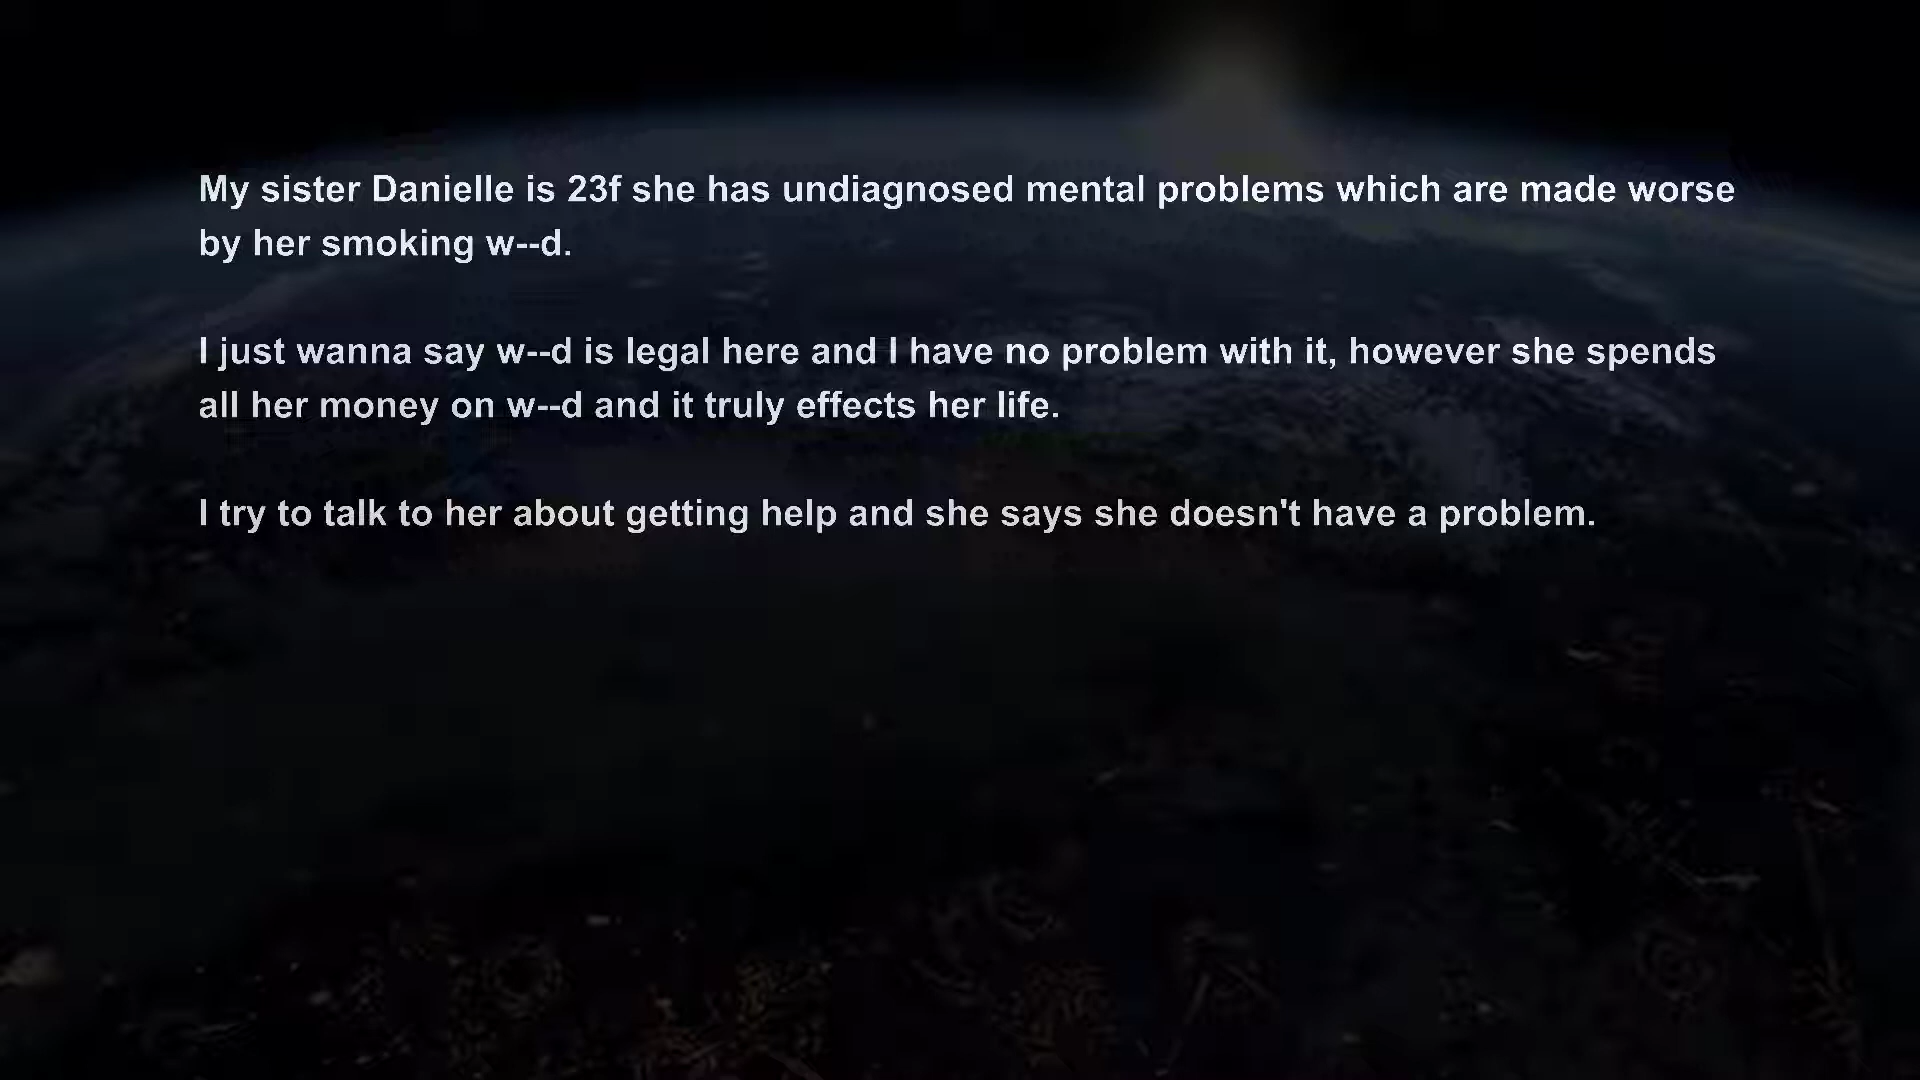 My sister Danielle is 23f she has undiagnosed mental problems which are made worse
by her smoking w--d.
I just wanna say w--d is legal here and I have no problem with it, however she spends
all her money on w--d and it truly effects her life.
I try to talk to her about getting help and she says she doesn't have a problem.